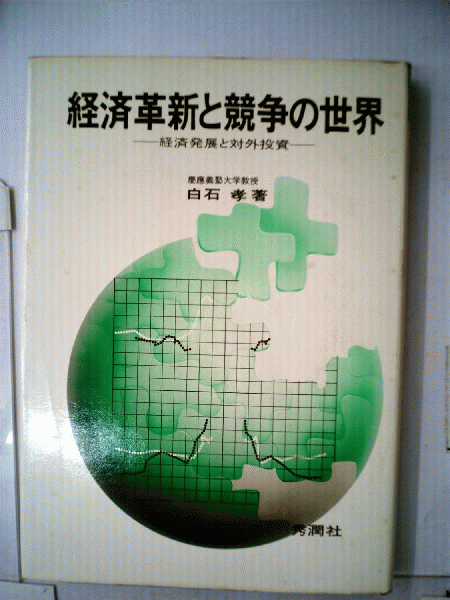 経済革新と競争の世界
―経済発展と対外投資―
慶應義塾大学教授
白石 孝著
秀潤社